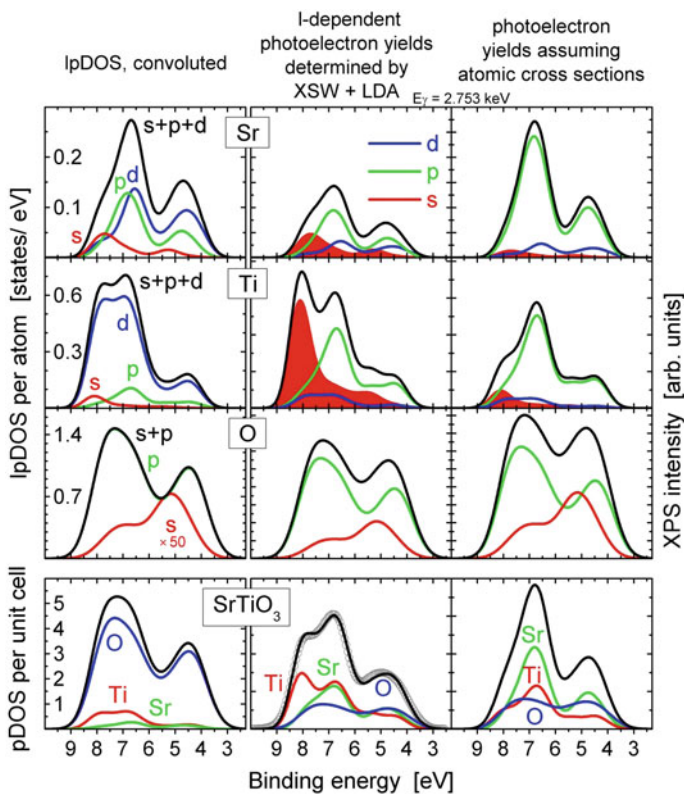 lpDOS, convoluted
l-dependent
photoelectron yields
determined by
XSW + LDA
photoelectron
yields assuming
atomic cross sections
Eγ = 2.753 keV
s+p+d
Sr
d
p
s
p
d
s
0.2
0.1
0
s+p+d
Ti
d
p
s
0.6
0.3
0
s+p
O
p
s
× 50
1.4
0.7
SrTiO3
O
Ti
Sr
Ti
Sr
O
Sr
Ti
O
5
4
3
2
1
9 8 7 6 5 4 3
9 8 7 6 5 4 3
9 8 7 6 5 4 3
Binding energy [eV]
lpDOS per atom [states/ eV]
pDOS per unit cell
XPS intensity [arb. units]